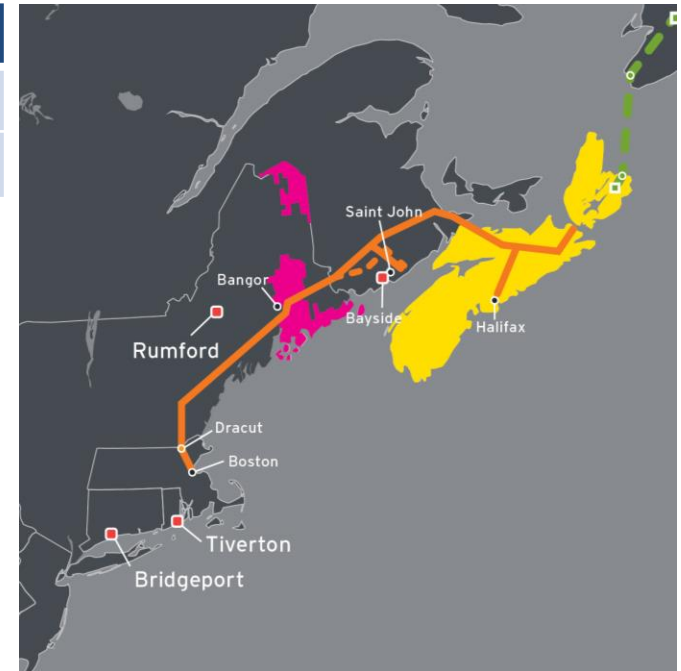 Saint John
Bangor
Bayside
Halifax
Rumford
Dracut
Boston
Tiverton
Bridgeport